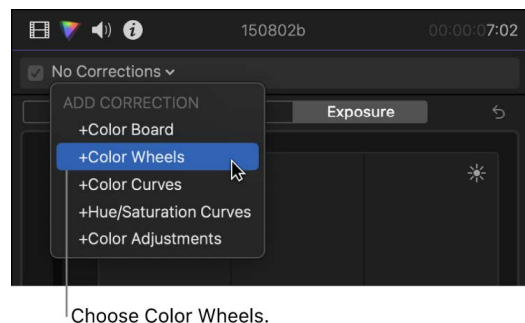 150802b
00:00:07:02
No Corrections
ADD CORRECTION
Exposure
+Color Board
+Color Wheels
+Color Curves
+Hue/Saturation Curves
+Color Adjustments
Choose Color Wheels.